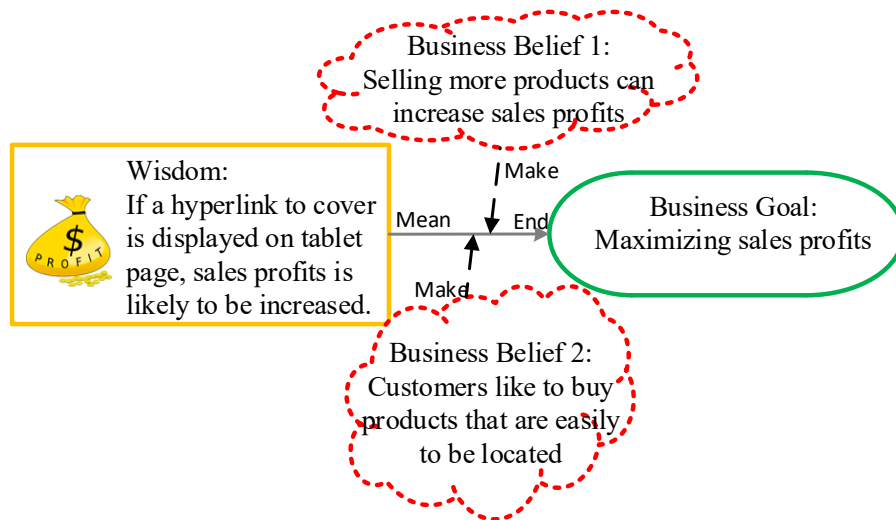 Business Belief 1:
Selling more products can
increase sales profits
Make
Wisdom:
If a hyperlink to cover
is displayed on tablet
page, sales profits is
likely to be increased.
$
PROFIT
Mean
End
Business Goal:
Maximizing sales profits
Make
Business Belief 2:
Customers like to buy
products that are easily
to be located